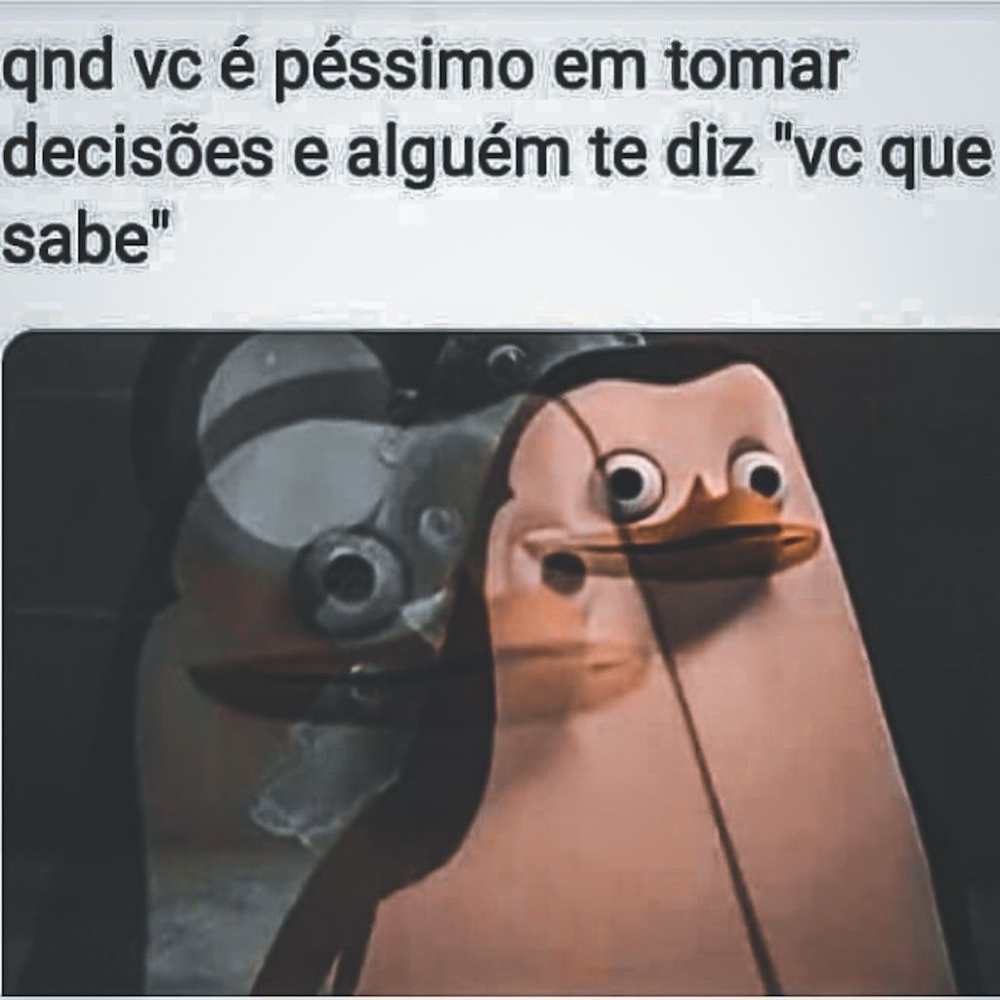 qnd vc é péssimo em tomar
decisões e alguém te diz "vc que
sabe"